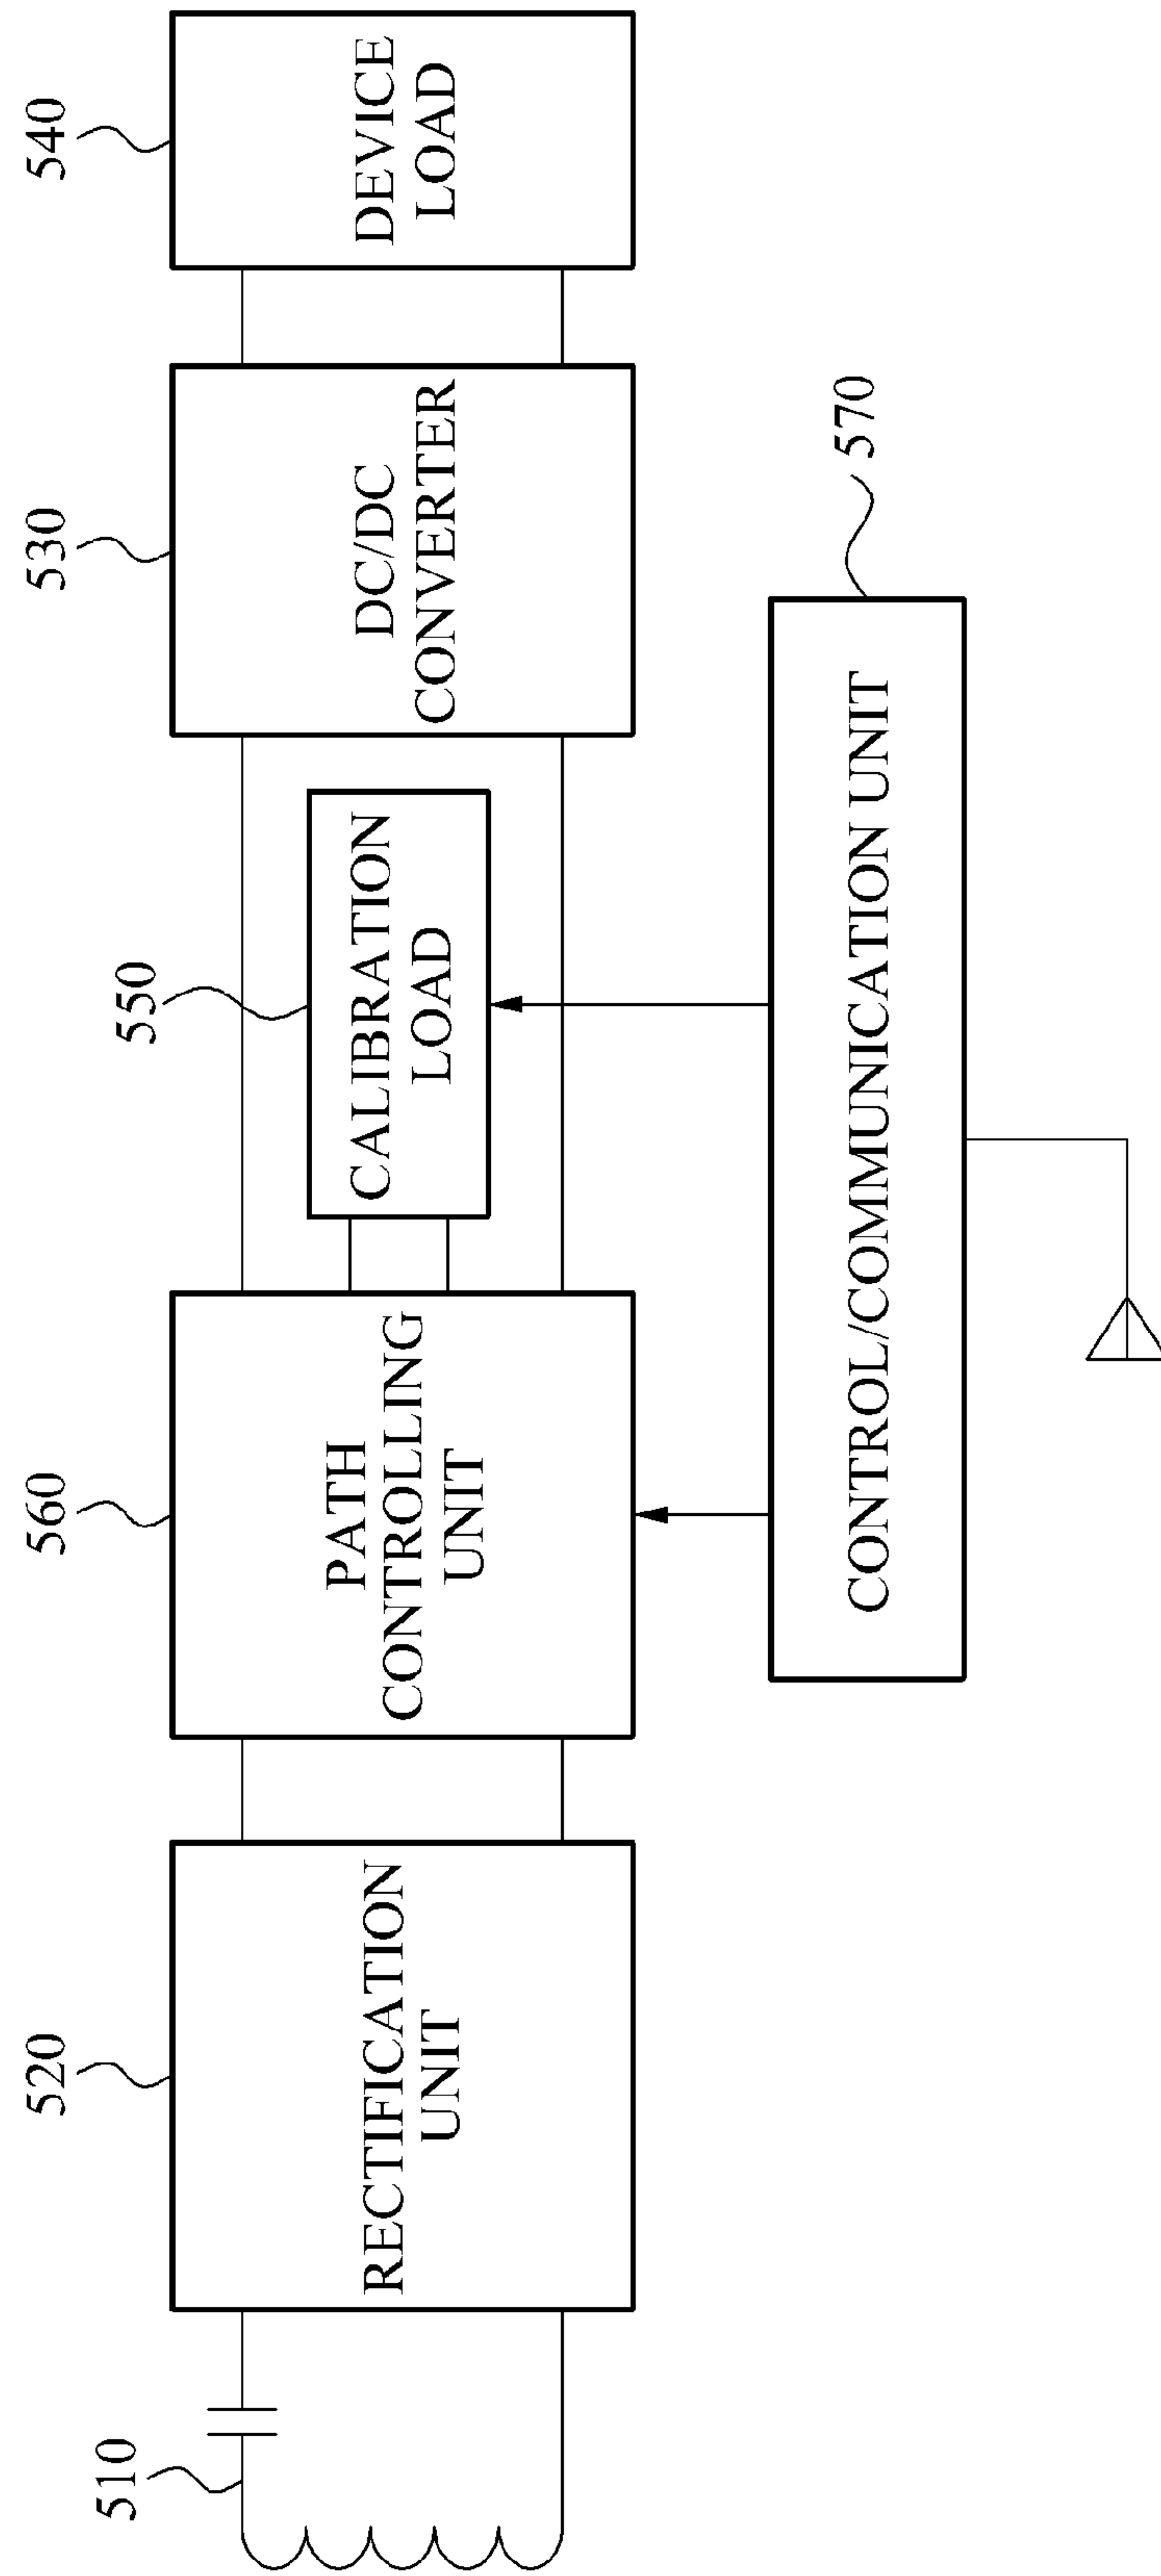 510
520
560
550
530
540
RECTIFICATION
UNIT
PATH
CONTROLLING
UNIT
CALIBRATION
LOAD
DC/DC
CONVERTER
DEVICE
LOAD
570
CONTROL/COMMUNICATION UNIT